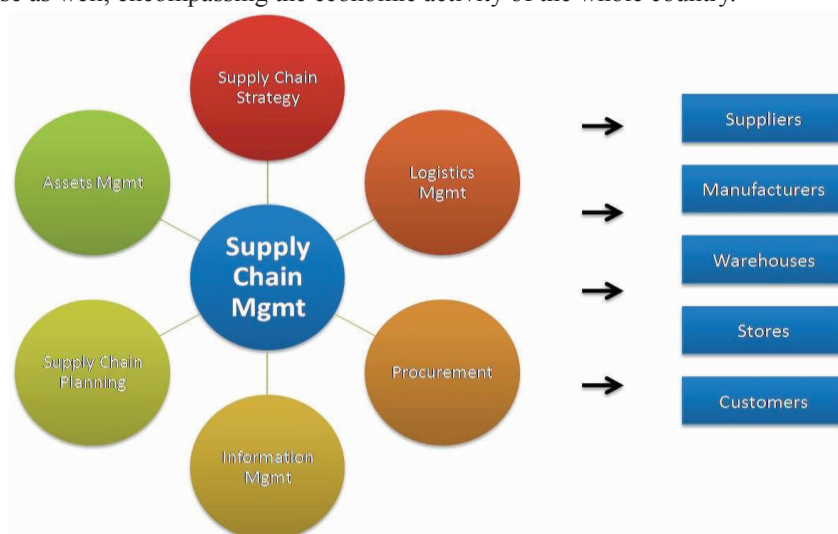 se as well, encompassing the economic activity of the whole country.
Supply Chain
Strategy
Assets Mgmt
Logistics
Mgmt
Supply
Chain
Mgmt
Supply Chain
Planning
Procurement
Information
Mgmt
Suppliers
Manufacturers
Warehouses
Stores
Customers